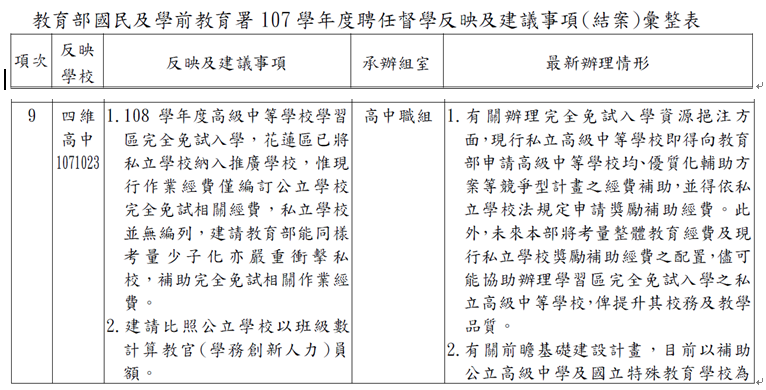 教育部國民及學前教育署 107 學年度聘任督學反映及建議事項(結案)彙整表
項次
反映
學校
反映及建議事項
承辦組室
最新辦理情形
9
四維
高中
1071023
1. 108 學年度高級中等學校學習
區完全免試入學，花蓮區已將
私立學校納入推廣學校，惟現
行作業經費僅編訂公立學校
完全免試相關經費，私立學校
並無編列，建請教育部能同樣
考量少子化亦嚴重衝擊私
校，補助完全免試相關作業經
費。
2. 建請比照公立學校以班級數
計算教官(學務創新人力)員
額。
高中職組
1. 有關辦理完全免試入學資源挹注方
面，現行私立高級中等學校即得向教育
部申請高級中等學校均、優質化輔助方
案等競爭型計畫之經費補助，並得依私
立學校法規定申請獎勵補助經費。此
外，未來本部將考量整體教育經費及現
行私立學校獎勵補助經費之配置，儘可
能協助辦理學習區完全免試入學之私
立高級中等學校，俾提升其校務及教學
品質。
2. 有關前瞻基礎建設計畫，目前以補助
公立高級中學及國立特殊教育學校為